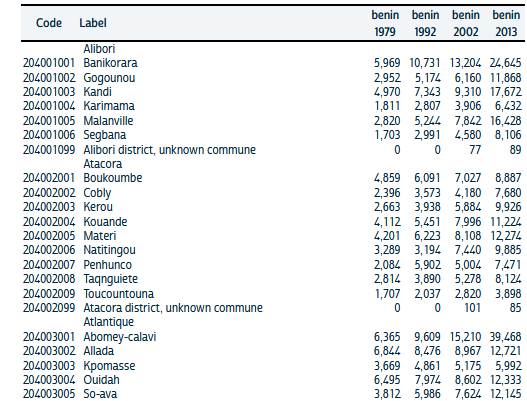 benin benin benin benin
Code Label 1979 1992 2002 2013
Alibori
204001001 Banikorara 5,969 10,731 13,204 24,645
204001002 Gogounou 2,952 5,174 6,160 11,868
204001003 Kandi 4,970 7,343 9,310 17,672
204001004 Karimama 1,811 2,807 3,906 6,432
204001005 Malanville 2,820 5,244 7,842 16,428
204001006 Segbana 1,703 2,991 4,580 8,106
204001099 Alibori district, unknown commune 0 0 77 89
Atacora
204002001 Boukoumbe 4,859 6,091 7,027 8,887
204002002 Cobly 2,396 3,573 4,180 7,680
204002003 Kerou 2,663 3,938 5,884 9,926
204002004 Kouande 4,112 5,451 7,996 11,224
204002005 Materi 4,201 6,223 8,108 12,274
204002006 Natitingou 3,289 3,194 7,440 9,885
204002007 Penhunco 2,084 5,902 5,004 7,471
204002008 Taqnguiete 2,814 3,890 5,278 8,124
204002009 Toucountouna 1,707 2,037 2,820 3,898
204002099 Atacora district, unknown commune 0 0 101 85
Atlantique
204003001 Abomey-calavi 6,365 9,609 15,210 39,468
204003002 Allada 6,844 8,476 8,967 12,721
204003003 Kpomasse 3,669 4,861 5,175 5,992
204003004 Ouidah 6,495 7,974 8,602 12,333
204003005 So-ava 3,812 5,986 7,624 12,145